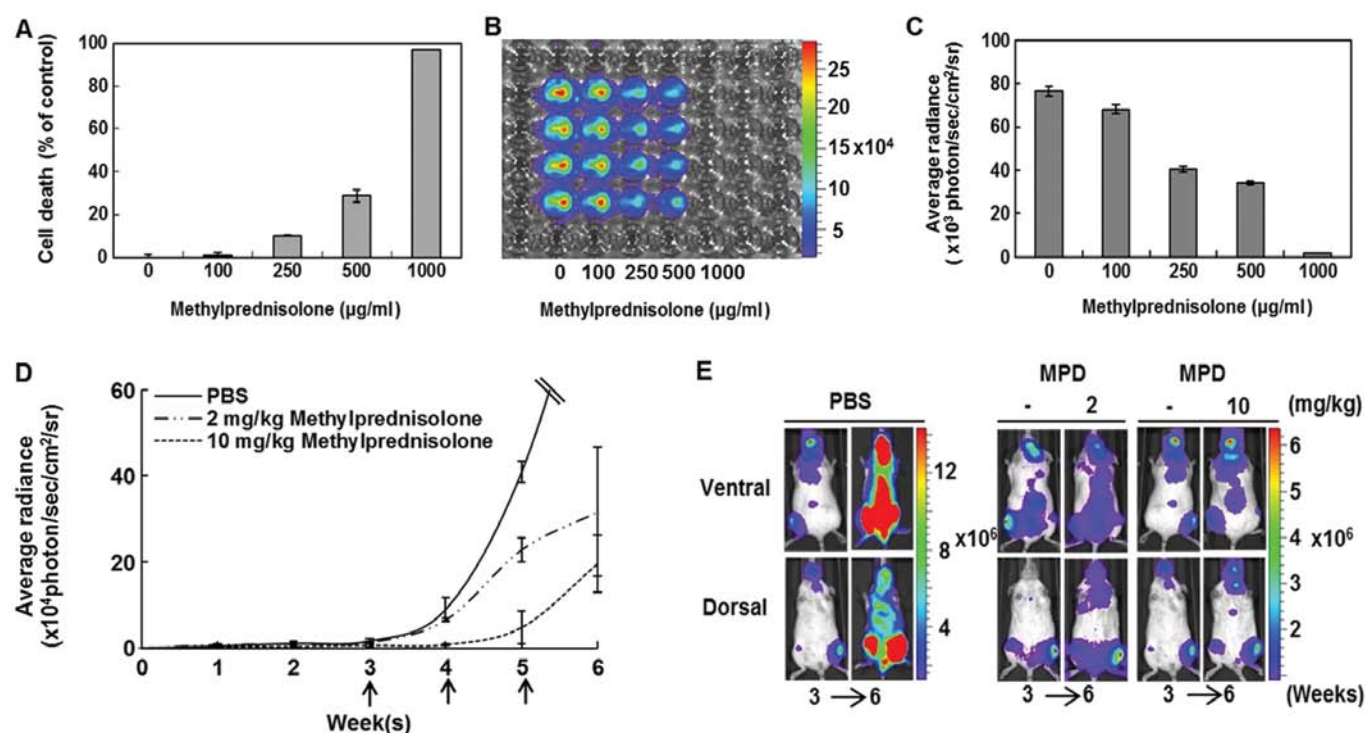 A
Cell death (% of control)
100
80
60
40
20
0
0 100 250 500 1000
Methylprednisolone (µg/ml)
B
25
20
15
x10⁴
10
5
0 100 250 500 1000
Methylprednisolone (µg/ml)
C
Average radiance
( x10³ photon/sec/cm²/sr)
100
80
60
40
20
0
0 100 250 500 1000
Methylprednisolone (µg/ml)
D
Average radiance
(x10⁴photon/sec/cm²/sr)
60
40
20
0
PBS
2 mg/kg Methylprednisolone
10 mg/kg Methylprednisolone
0 1 2 3 4 5 6
Week(s)
E
PBS
MPD
MPD
- 2
- 10 (mg/kg)
Ventral
Dorsal
12
x10⁶
8
4
6
5
x10⁶
4
3
2
1
3 → 6
3 → 6
3 → 6
(Weeks)